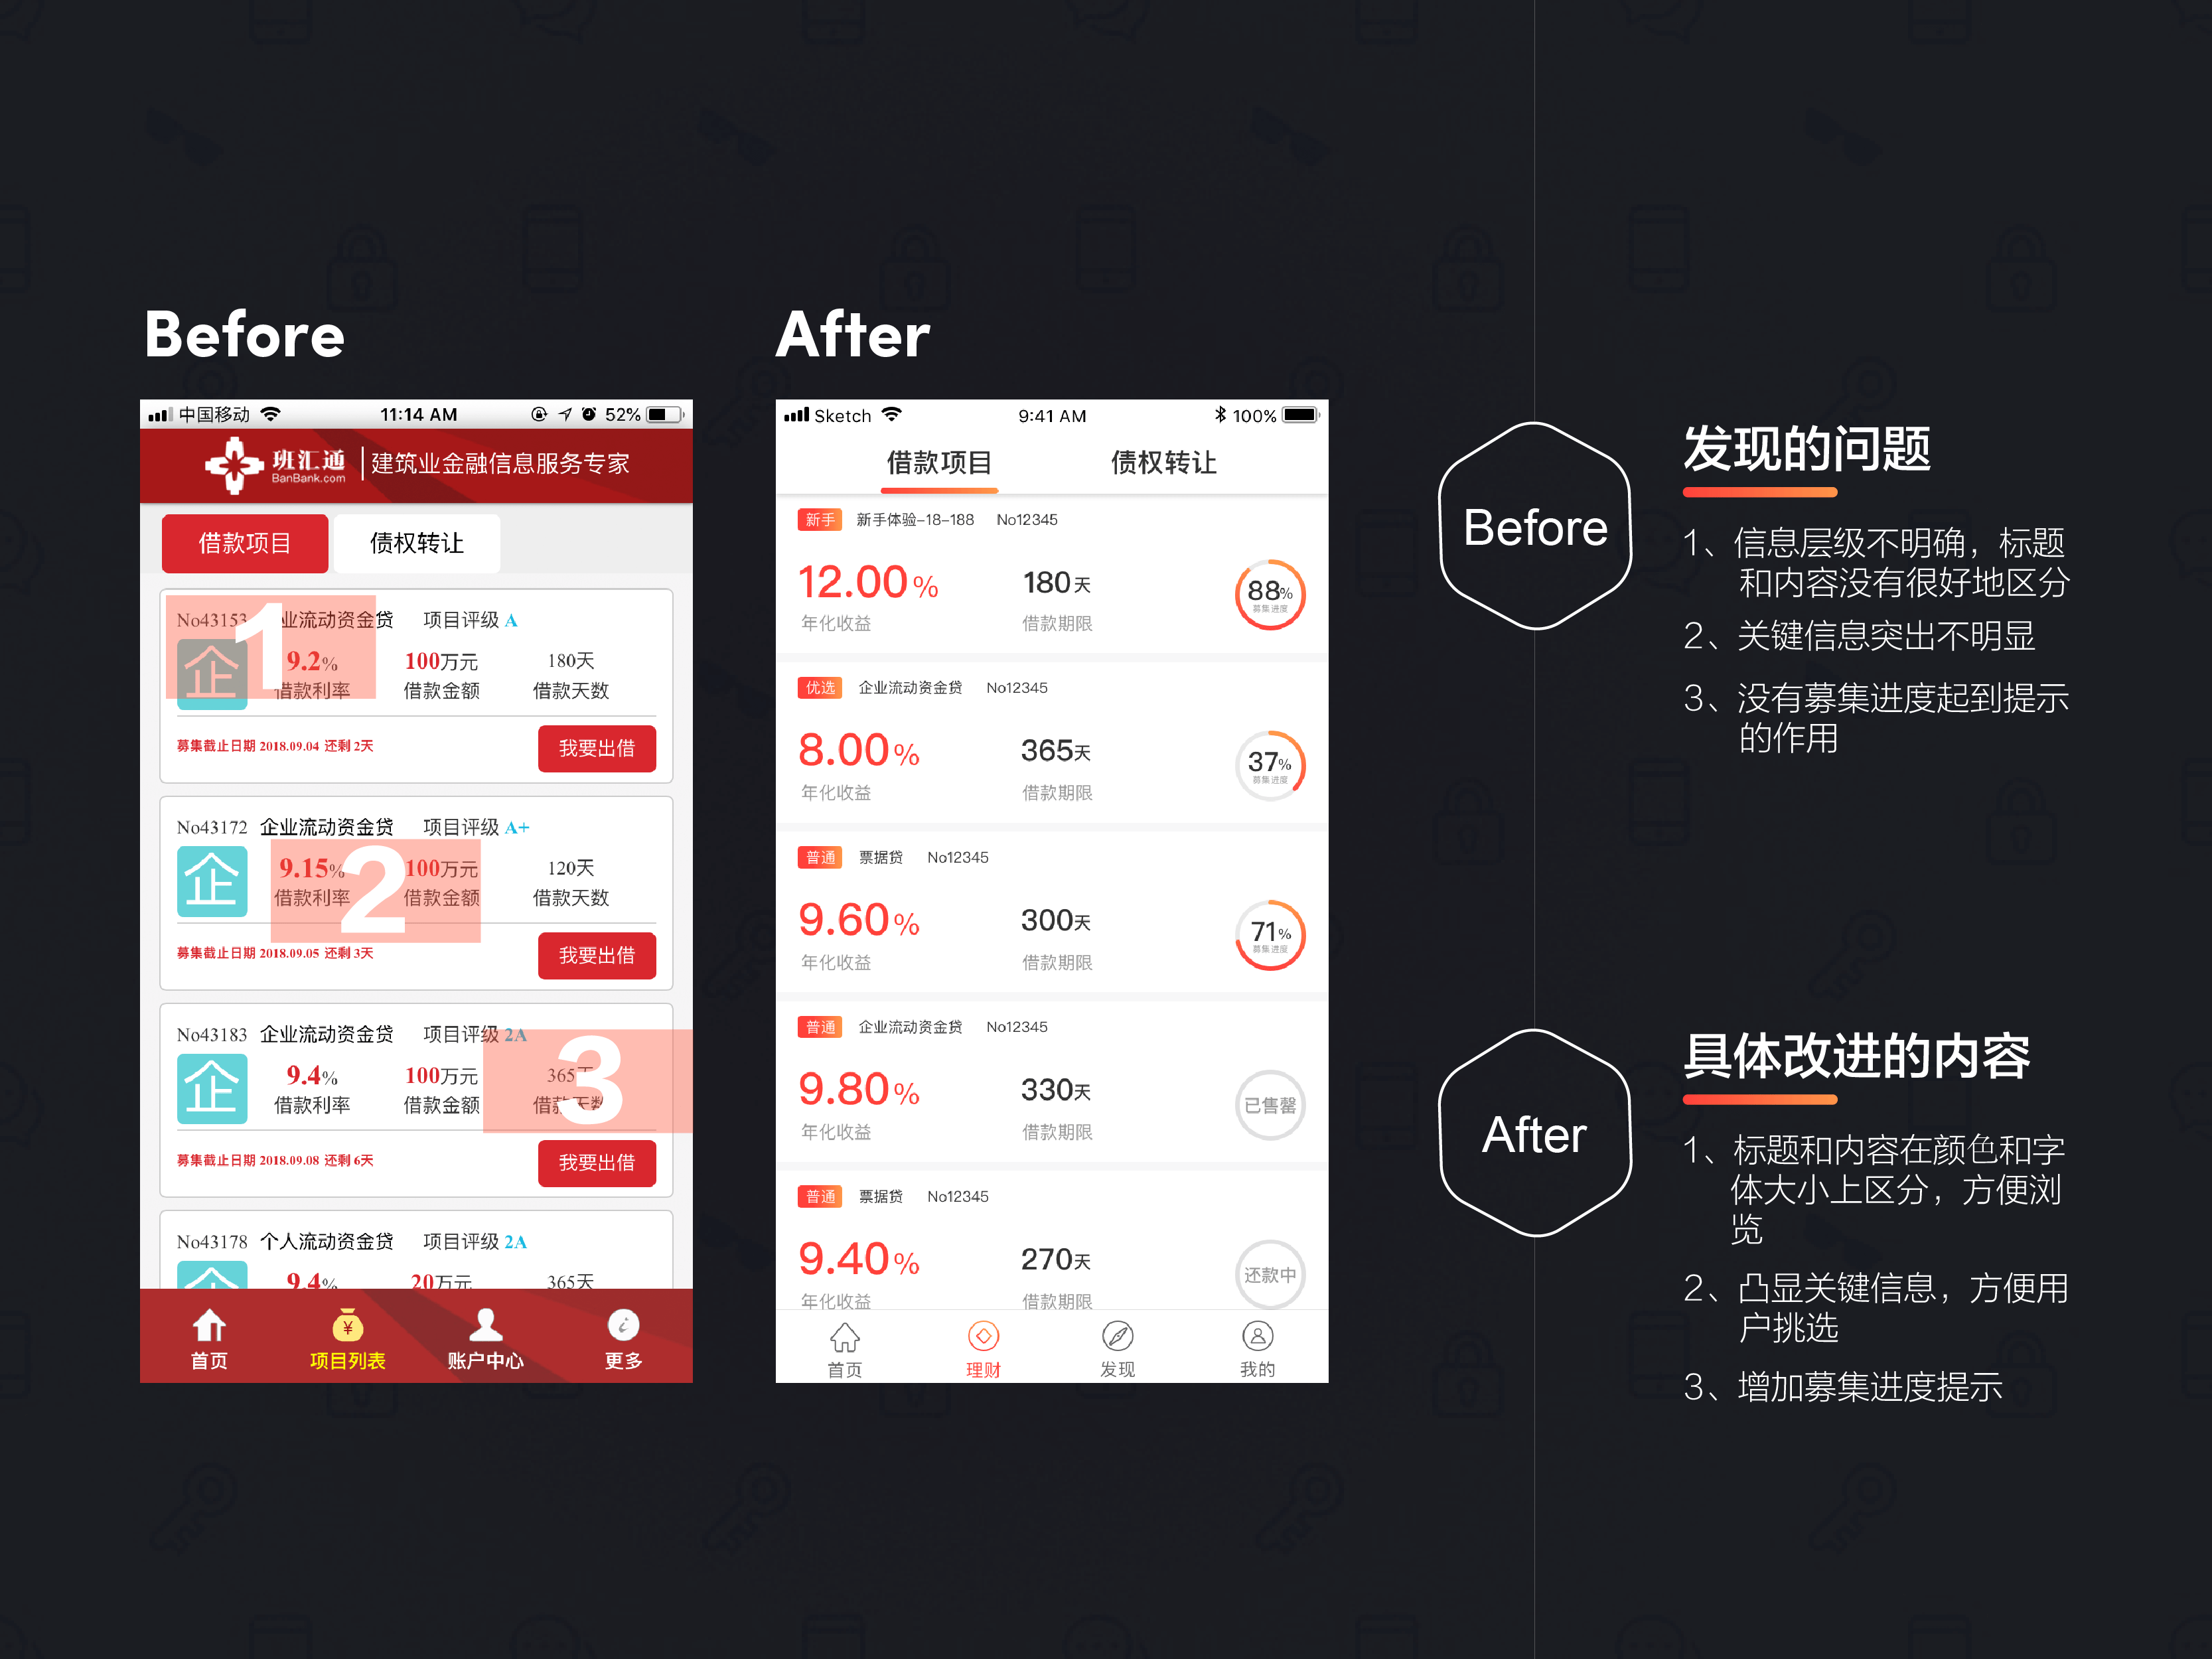 Before
中国移动
11:14 AM
52%
班汇通
BanBank.com
建筑业金融信息服务专家
借款项目
债权转让
No43153
业流动资金贷
项目评级 A
1
企
9.2%
100万元
180天
借款利率
借款金额
借款天数
募集截止日期 2018.09.04 还剩 2天
我要出借
No43172 企业流动资金贷 项目评级 A+
企
9.15%
100万元
120天
2
借款利率
借款金额
借款天数
募集截止日期 2018.09.05 还剩 3天
我要出借
No43183 企业流动资金贷 项目评级 2A
企
9.4%
100万元
365天
3
借款利率
借款金额
借款天数
募集截止日期 2018.09.08 还剩 6天
我要出借
No43178 个人流动资金贷 项目评级 2A
9.4%
20万元
365天
首页
项目列表
账户中心
更多
After
Sketch
9:41 AM
100%
借款项目
债权转让
新手 新手体验-18-188 No12345
12.00%
180天
88%
募集进度
年化收益
借款期限
优选 企业流动资金贷 No12345
8.00%
365天
37%
募集进度
年化收益
借款期限
普通 票据贷 No12345
9.60%
300天
71%
募集进度
年化收益
借款期限
普通 企业流动资金贷 No12345
9.80%
330天
已售罄
年化收益
借款期限
普通 票据贷 No12345
9.40%
270天
还款中
年化收益
借款期限
首页
理财
发现
我的
Before
发现的问题
1、信息层级不明确，标题
和内容没有很好地区分
2、关键信息突出不明显
3、没有募集进度起到提示
的作用
After
具体改进的内容
1、标题和内容在颜色和字
体大小上区分，方便浏
览
2、凸显关键信息，方便用
户挑选
3、增加募集进度提示